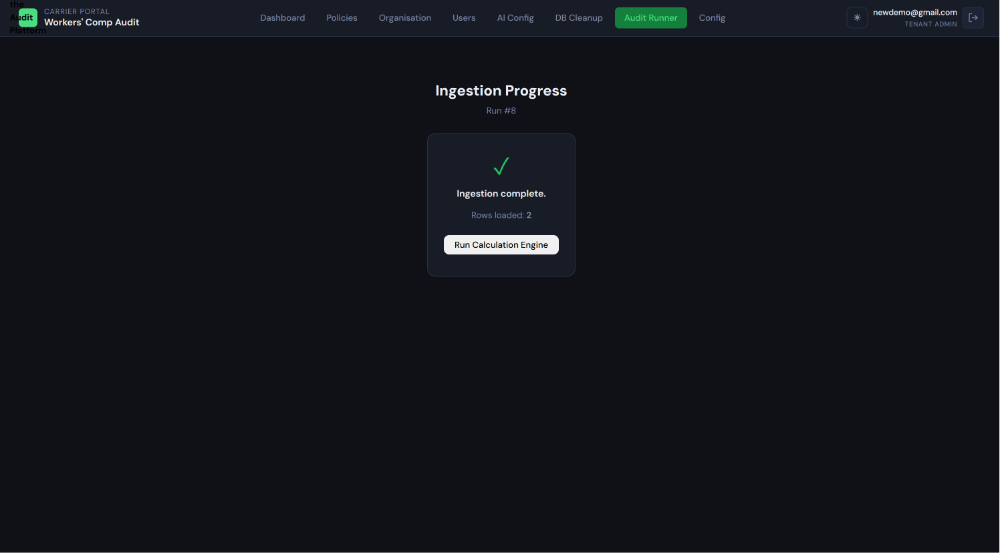 the
Audit
Platform
CARRIER PORTAL
Workers' Comp Audit
Dashboard
Policies
Organisation
Users
AI Config
DB Cleanup
Audit Runner
Config
newdemo@gmail.com
TENANT ADMIN
Ingestion Progress
Run #8
Ingestion complete.
Rows loaded: 2
Run Calculation Engine